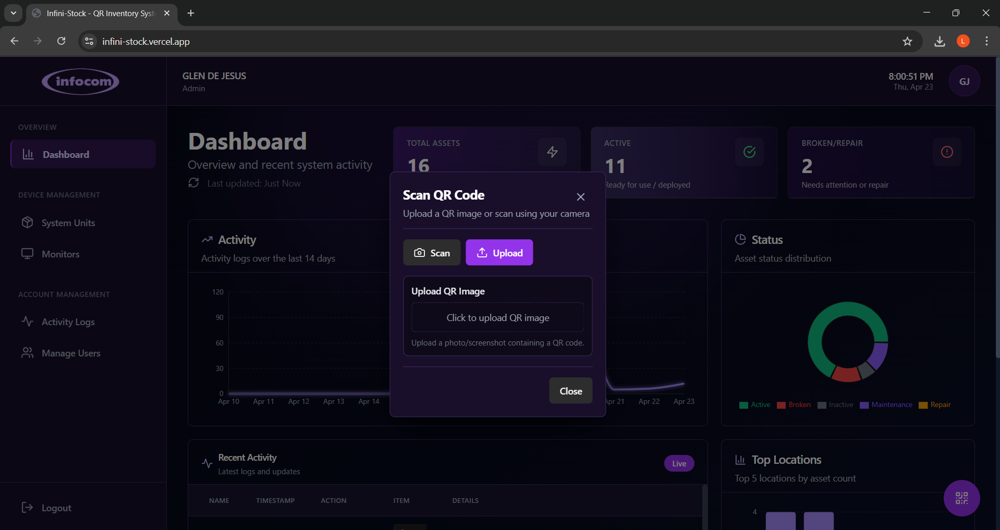 Infini-Stock - QR Inventory Syst
infini-stock.vercel.app
L
infocom
GLEN DE JESUS
Admin
8:00:51 PM
Thu, Apr 23
GJ
OVERVIEW
Dashboard
DEVICE MANAGEMENT
System Units
Monitors
ACCOUNT MANAGEMENT
Activity Logs
Manage Users
Logout
Dashboard
Overview and recent system activity
Last updated: Just Now
TOTAL ASSETS
16
ACTIVE
11
Ready for use / deployed
BROKEN/REPAIR
2
Needs attention or repair
Scan QR Code
Upload a QR image or scan using your camera
Scan
Upload
Upload QR Image
Click to upload QR image
Upload a photo/screenshot containing a QR code.
Close
Activity
Activity logs over the last 14 days
120
90
60
30
0
Apr 10 Apr 11 Apr 12 Apr 13 Apr 14 Apr 21 Apr 22 Apr 23
Status
Asset status distribution
Active Broken Inactive Maintenance Repair
Recent Activity
Latest logs and updates
Live
NAME TIMESTAMP ACTION ITEM DETAILS
Top Locations
Top 5 locations by asset count
4